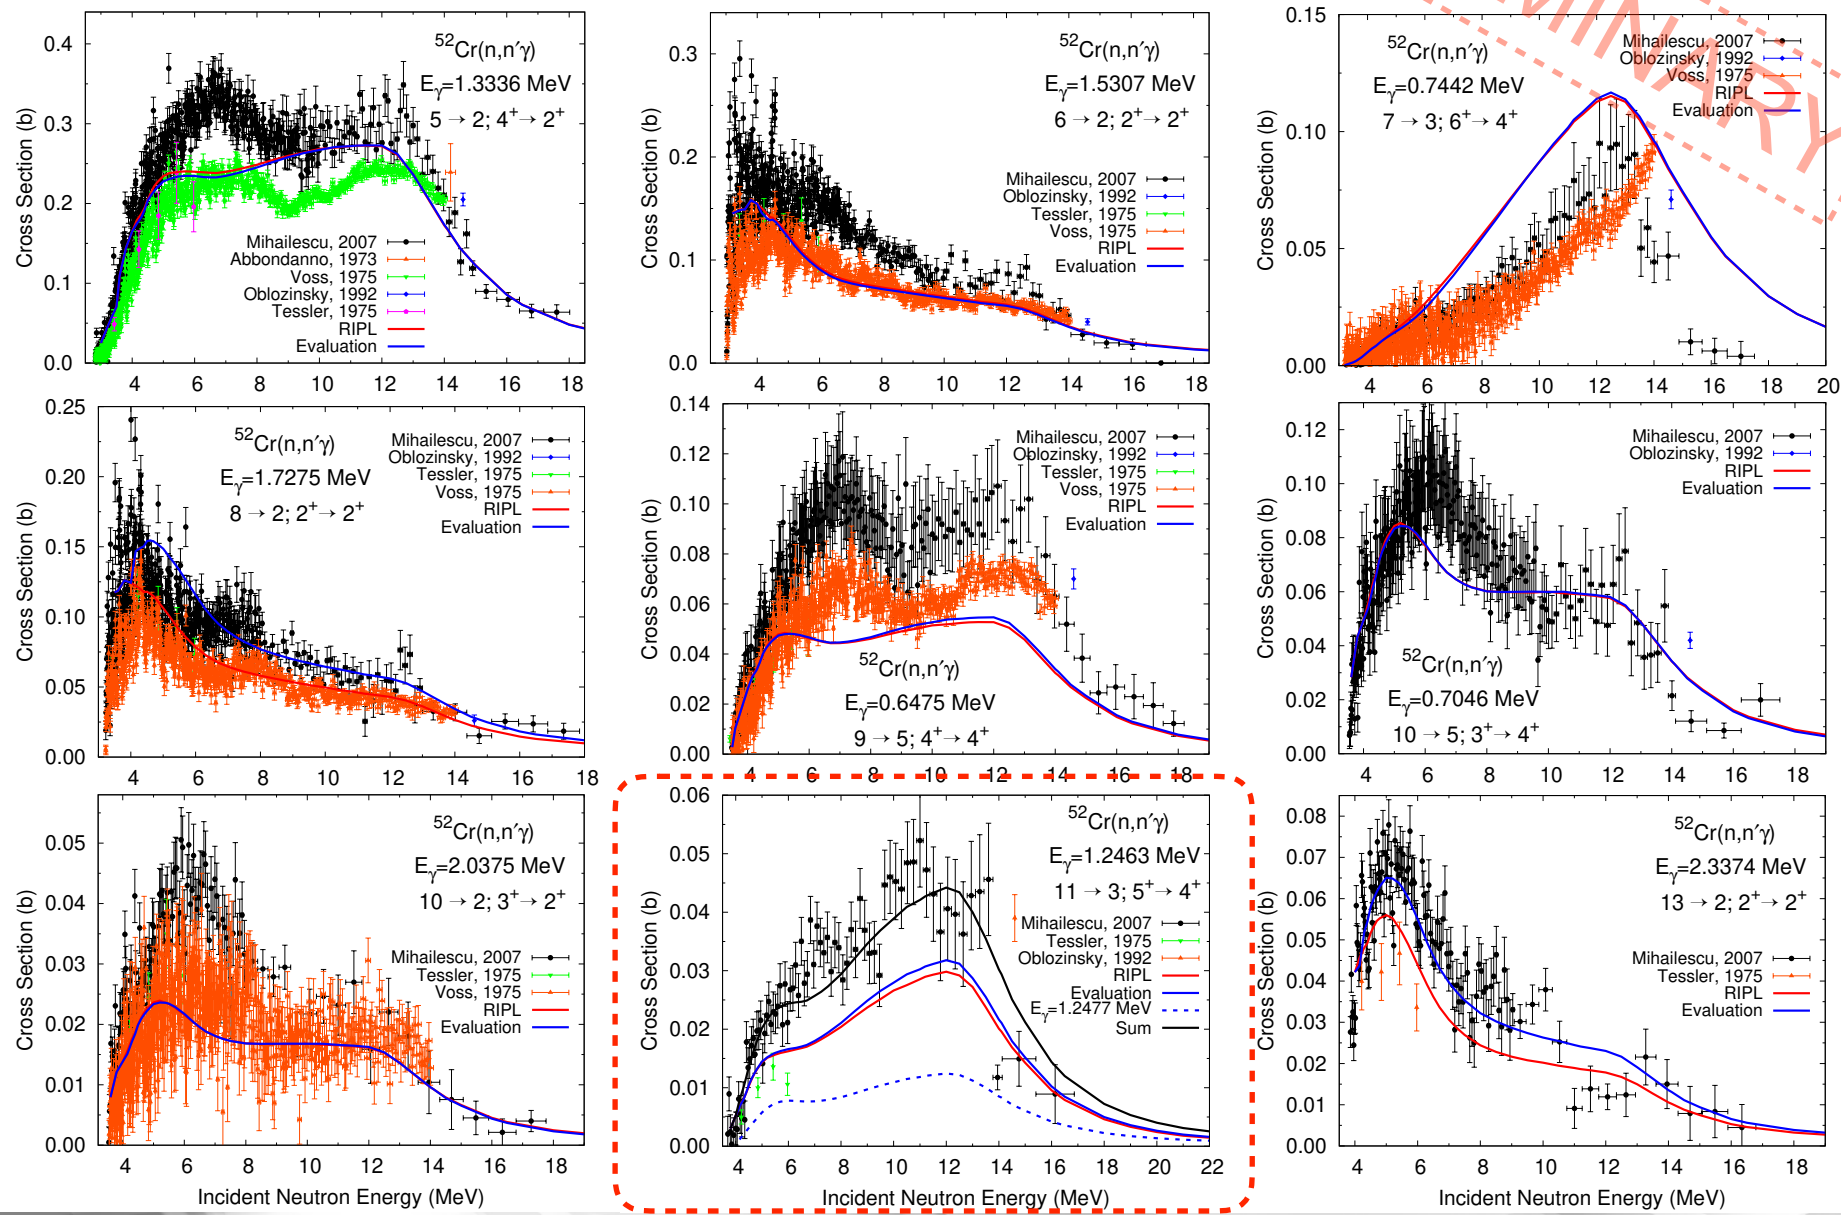 MINARY
⁵²Cr(n,n′γ)
Eγ=1.3336 MeV
5 → 2; 4⁺→ 2⁺
Mihailescu, 2007
Abbondanno, 1973
Voss, 1975
Oblozinsky, 1992
Tessler, 1975
RIPL
Evaluation
Cross Section (b)
0.4
0.3
0.2
0.1
0.0
4 6 8 10 12 14 16 18
⁵²Cr(n,n′γ)
Eγ=1.5307 MeV
6 → 2; 2⁺→ 2⁺
Mihailescu, 2007
Oblozinsky, 1992
Tessler, 1975
Voss, 1975
RIPL
Evaluation
Cross Section (b)
0.3
0.2
0.1
0.0
4 6 8 10 12 14 16 18
⁵²Cr(n,n′γ)
Eγ=0.7442 MeV
7 → 3; 6⁺→ 4⁺
Mihailescu, 2007
Oblozinsky, 1992
Voss, 1975
RIPL
Evaluation
Cross Section (b)
0.15
0.10
0.05
0.00
4 6 8 10 12 14 16 18 20
⁵²Cr(n,n′γ)
Eγ=1.7275 MeV
8 → 2; 2⁺→ 2⁺
Mihailescu, 2007
Oblozinsky, 1992
Tessler, 1975
Voss, 1975
RIPL
Evaluation
Cross Section (b)
0.25
0.20
0.15
0.10
0.05
0.00
4 6 8 10 12 14 16 18
Mihailescu, 2007
Oblozinsky, 1992
Tessler, 1975
Voss, 1975
RIPL
Evaluation
⁵²Cr(n,n′γ)
Eγ=0.6475 MeV
9 → 5; 4⁺→ 4⁺
Cross Section (b)
0.14
0.12
0.10
0.08
0.06
0.04
0.02
0.00
4 6 8 10 12 14 16 18
Mihailescu, 2007
Oblozinsky, 1992
RIPL
Evaluation
⁵²Cr(n,n′γ)
Eγ=0.7046 MeV
10 → 5; 3⁺→ 4⁺
Cross Section (b)
0.12
0.10
0.08
0.06
0.04
0.02
0.00
4 6 8 10 12 14 16 18
⁵²Cr(n,n′γ)
Eγ=2.0375 MeV
10 → 2; 3⁺→ 2⁺
Mihailescu, 2007
Tessler, 1975
Voss, 1975
RIPL
Evaluation
Cross Section (b)
0.05
0.04
0.03
0.02
0.01
0.00
4 6 8 10 12 14 16 18
Incident Neutron Energy (MeV)
⁵²Cr(n,n′γ)
Eγ=1.2463 MeV
11 → 3; 5⁺→ 4⁺
Mihailescu, 2007
Tessler, 1975
Oblozinsky, 1992
RIPL
Evaluation
Eγ=1.2477 MeV
Sum
Cross Section (b)
0.06
0.05
0.04
0.03
0.02
0.01
0.00
4 6 8 10 12 14 16 18 20 22
Incident Neutron Energy (MeV)
⁵²Cr(n,n′γ)
Eγ=2.3374 MeV
13 → 2; 2⁺→ 2⁺
Mihailescu, 2007
Tessler, 1975
RIPL
Evaluation
Cross Section (b)
0.08
0.07
0.06
0.05
0.04
0.03
0.02
0.01
0.00
4 6 8 10 12 14 16 18
Incident Neutron Energy (MeV)